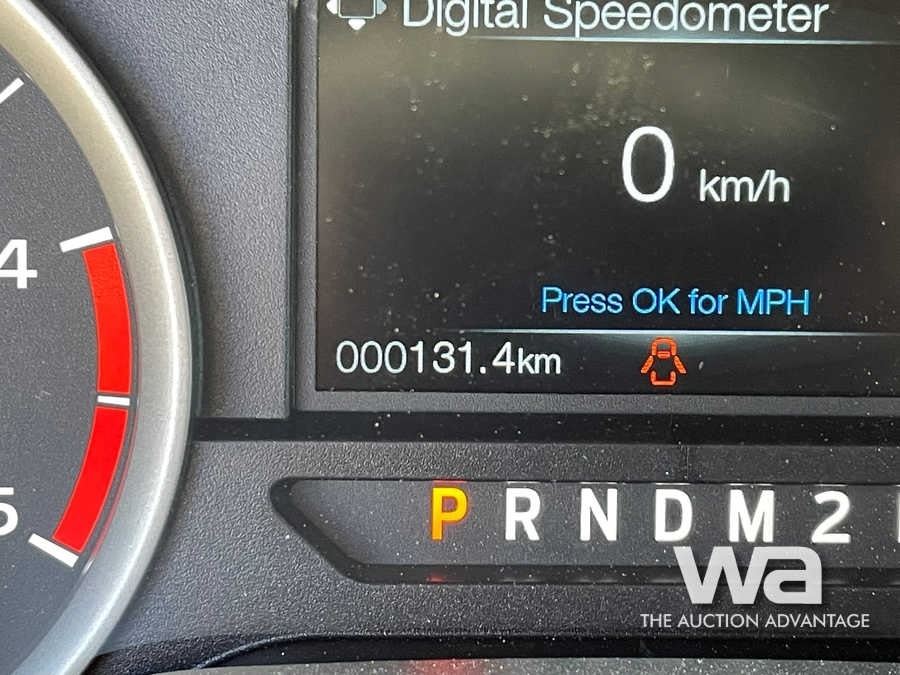 Digital Speedometer
0 km/h
Press OK for MPH
000131.4km
4
5
P R N D M 2
wa
THE AUCTION ADVANTAGE